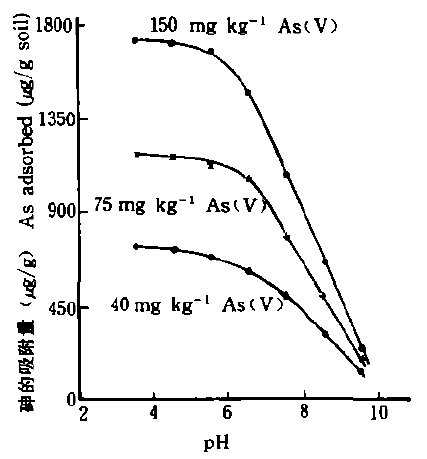 砷的吸附量 (μg/g) As adsorbed (μg/g soil)
1800
1350
900
450
0
150 mg kg⁻¹ As(V)
75 mg kg⁻¹ As(V)
40 mg kg⁻¹ As(V)
2 4 6 8 10
pH